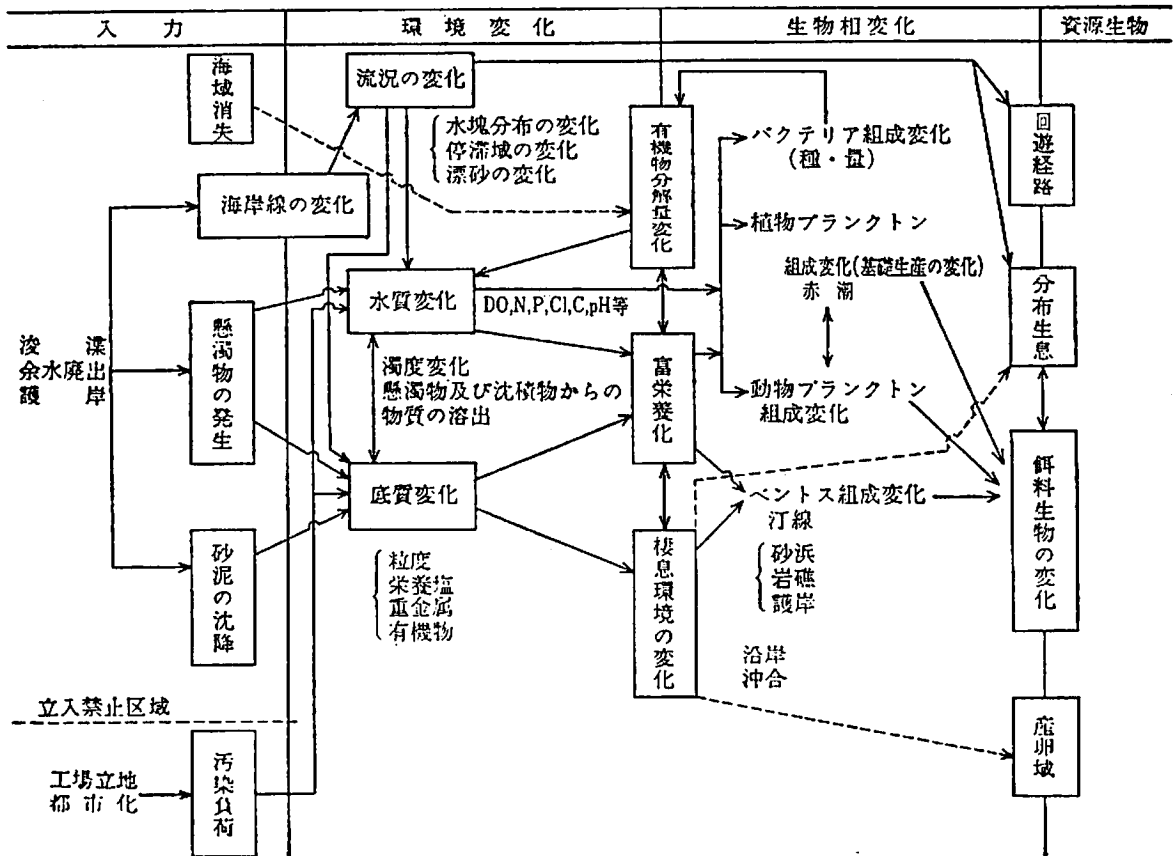 入力
環境変化
生物相変化
資源生物
海域消失
流況の変化
水塊分布の変化
停滞域の変化
漂砂の変化
海岸線の変化
有機物分解量変化
バクテリア組成変化
(種・量)
回遊経路
植物プランクトン
組成変化(基礎生産の変化)
赤潮
分布生息
水質変化
DO,N,P,Cl,C,pH等
浚渫
余水廃出
護岸
懸濁物の発生
濁度変化
懸濁物及び沈積物からの
物質の溶出
富栄養化
動物プランクトン
組成変化
底質変化
ベントス組成変化
汀線
砂浜
岩礁
護岸
餌料生物の変化
砂泥の沈降
粒度
栄養塩
重金属
有機物
棲息環境の変化
沿岸
沖合
立入禁止区域
工場立地
都市化
汚染負荷
産卵域